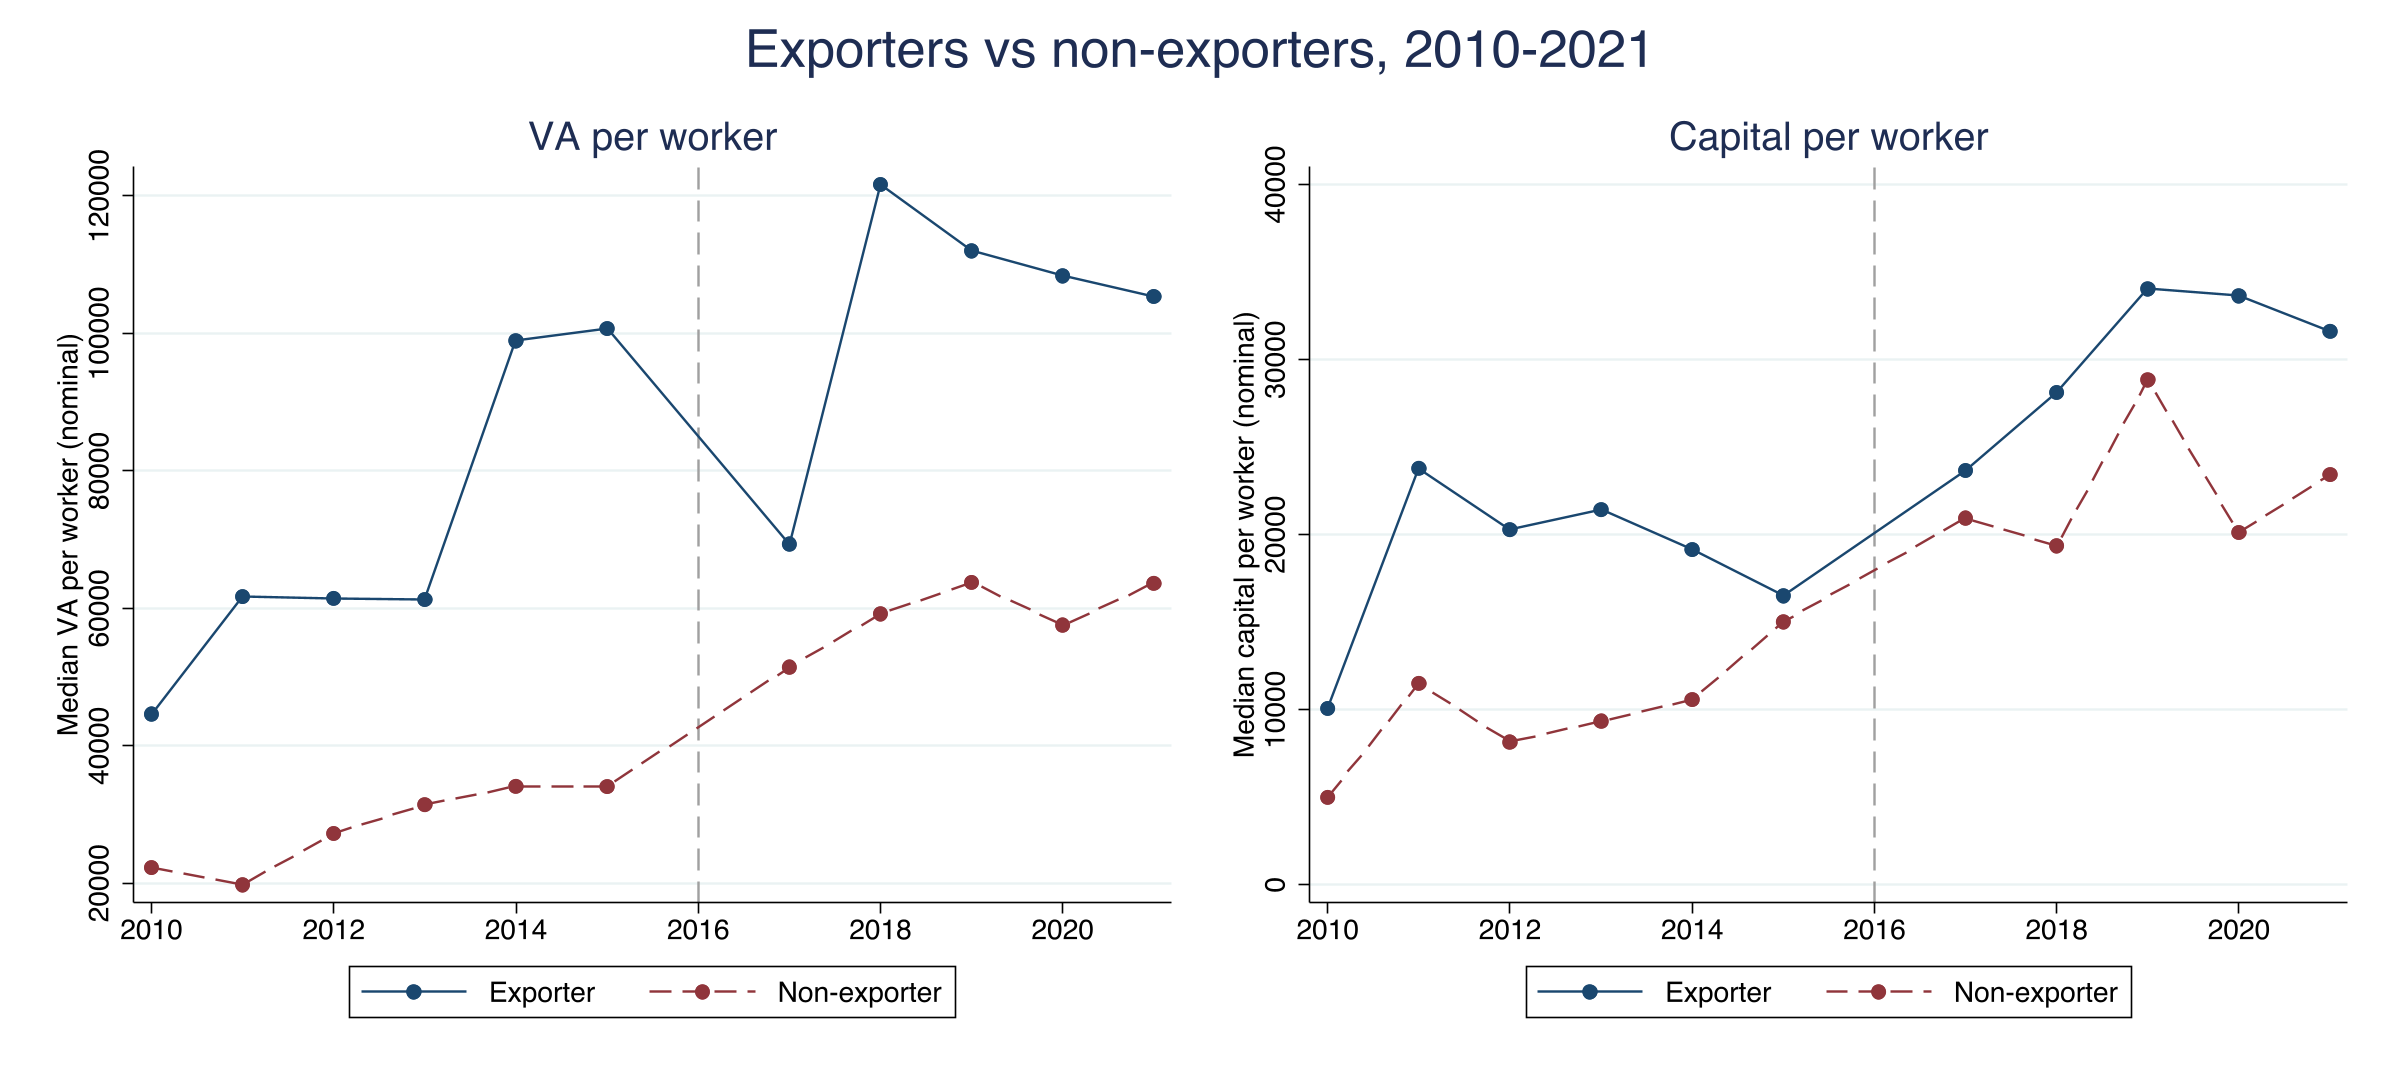 Exporters vs non-exporters, 2010-2021
VA per worker
Median VA per worker (nominal)
120000
100000
80000
60000
40000
20000
2010 2012 2014 2016 2018 2020
Exporter Non-exporter
Capital per worker
Median capital per worker (nominal)
40000
30000
20000
10000
0
2010 2012 2014 2016 2018 2020
Exporter Non-exporter